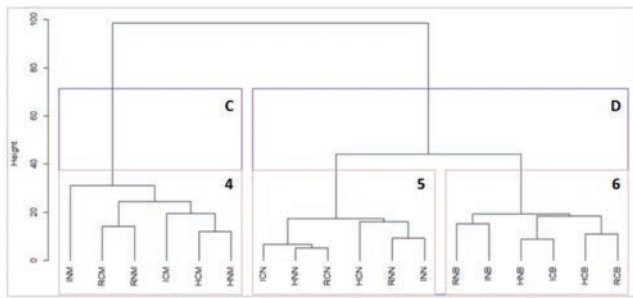 100
80
60
40
20
0
Height
C
D
4
5
6
INM
RCM
RNM
ICM
HCM
HNM
ICN
HNN
RCN
HCN
RNN
INN
RNB
INB
HNB
ICB
HCB
RCB